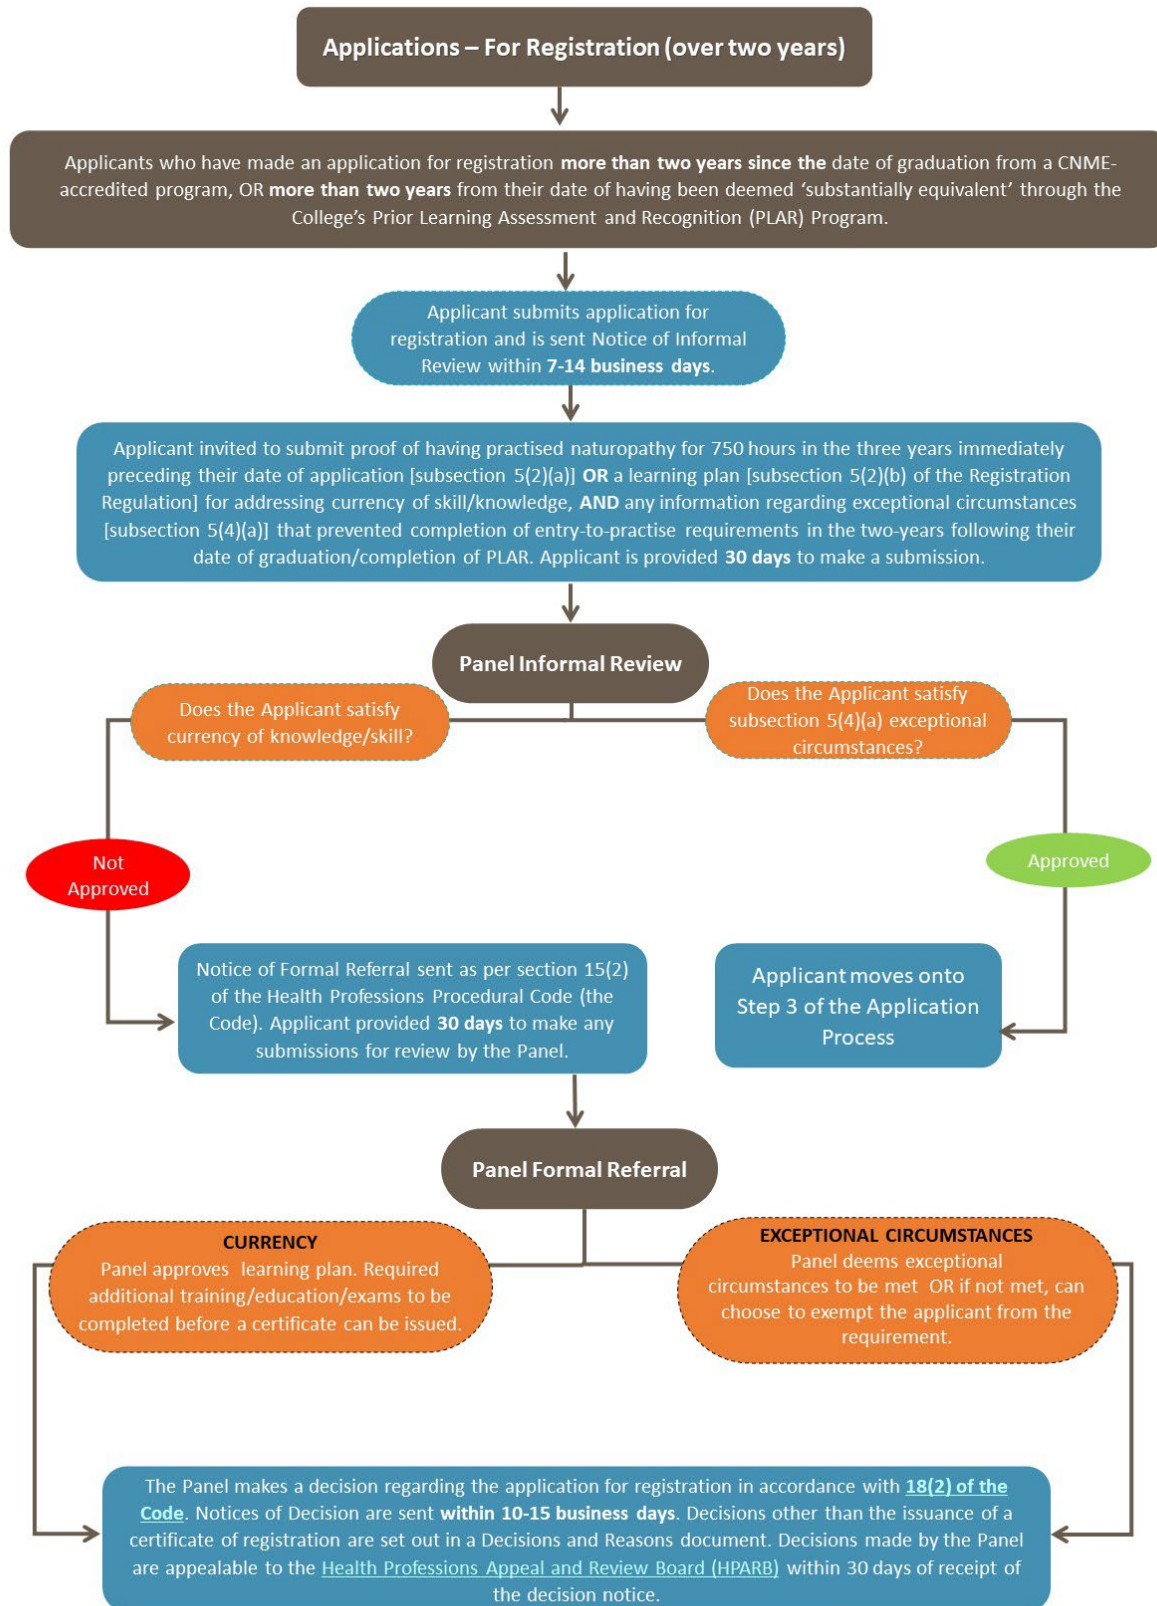 Applications – For Registration (over two years)
Applicants who have made an application for registration more than two years since the date of graduation from a CNME-
accredited program, OR more than two years from their date of having been deemed ‘substantially equivalent’ through the
College’s Prior Learning Assessment and Recognition (PLAR) Program.
Applicant submits application for
registration and is sent Notice of Informal
Review within 7-14 business days.
Applicant invited to submit proof of having practised naturopathy for 750 hours in the three years immediately
preceding their date of application [subsection 5(2)(a)] OR a learning plan [subsection 5(2)(b) of the Registration
Regulation] for addressing currency of skill/knowledge, AND any information regarding exceptional circumstances
[subsection 5(4)(a)] that prevented completion of entry-to-practise requirements in the two-years following their
date of graduation/completion of PLAR. Applicant is provided 30 days to make a submission.
Panel Informal Review
Does the Applicant satisfy
currency of knowledge/skill?
Does the Applicant satisfy
subsection 5(4)(a) exceptional
circumstances?
Not
Approved
Approved
Notice of Formal Referral sent as per section 15(2)
of the Health Professions Procedural Code (the
Code). Applicant provided 30 days to make any
submissions for review by the Panel.
Applicant moves onto
Step 3 of the Application
Process
Panel Formal Referral
CURRENCY
Panel approves learning plan. Required
additional training/education/exams to be
completed before a certificate can be issued.
EXCEPTIONAL CIRCUMSTANCES
Panel deems exceptional
circumstances to be met OR if not met, can
choose to exempt the applicant from the
requirement.
The Panel makes a decision regarding the application for registration in accordance with 18(2) of the
Code. Notices of Decision are sent within 10-15 business days. Decisions other than the issuance of a
certificate of registration are set out in a Decisions and Reasons document. Decisions made by the Panel
are appealable to the Health Professions Appeal and Review Board (HPARB) within 30 days of receipt of
the decision notice.